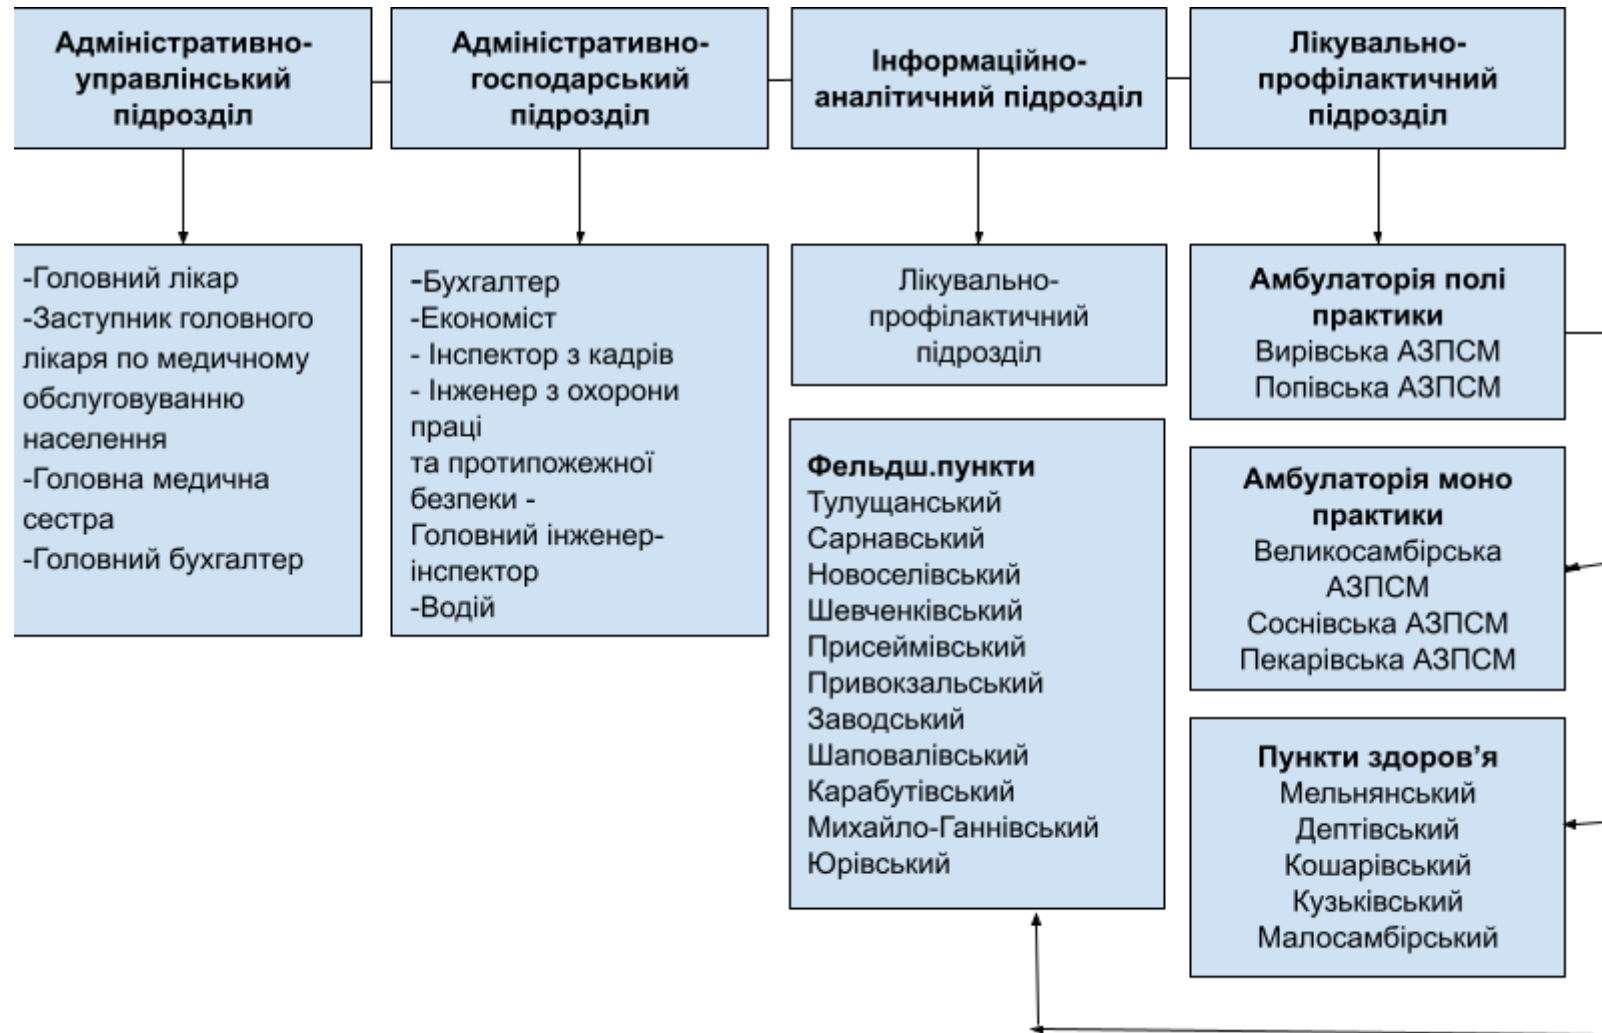 Адміністративно-
управлінський
підрозділ
Адміністративно-
господарський
підрозділ
Інформаційно-
аналітичний підрозділ
Лікувально-
профілактичний
підрозділ
-Головний лікар
-Заступник головного
лікаря по медичному
обслуговуванню
населення
-Головна медична
сестра
-Головний бухгалтер
-Бухгалтер
-Економіст
- Інспектор з кадрів
- Інженер з охорони
праці
та протипожежної
безпеки -
Головний інженер-
інспектор
-Водій
Лікувально-
профілактичний
підрозділ
Фельдш.пункти
Тулущанський
Сарнавський
Новоселівський
Шевченківський
Присеймівський
Привокзальський
Заводський
Шаповалівський
Карабутівський
Михайло-Ганнівський
Юрівський
Амбулаторія полі
практики
Вирівська АЗПСМ
Попівська АЗПСМ
Амбулаторія моно
практики
Великосамбірська
АЗПСМ
Соснівська АЗПСМ
Пекарівська АЗПСМ
Пункти здоров’я
Мельнянський
Дептівський
Кошарівський
Кузьківський
Малосамбірський